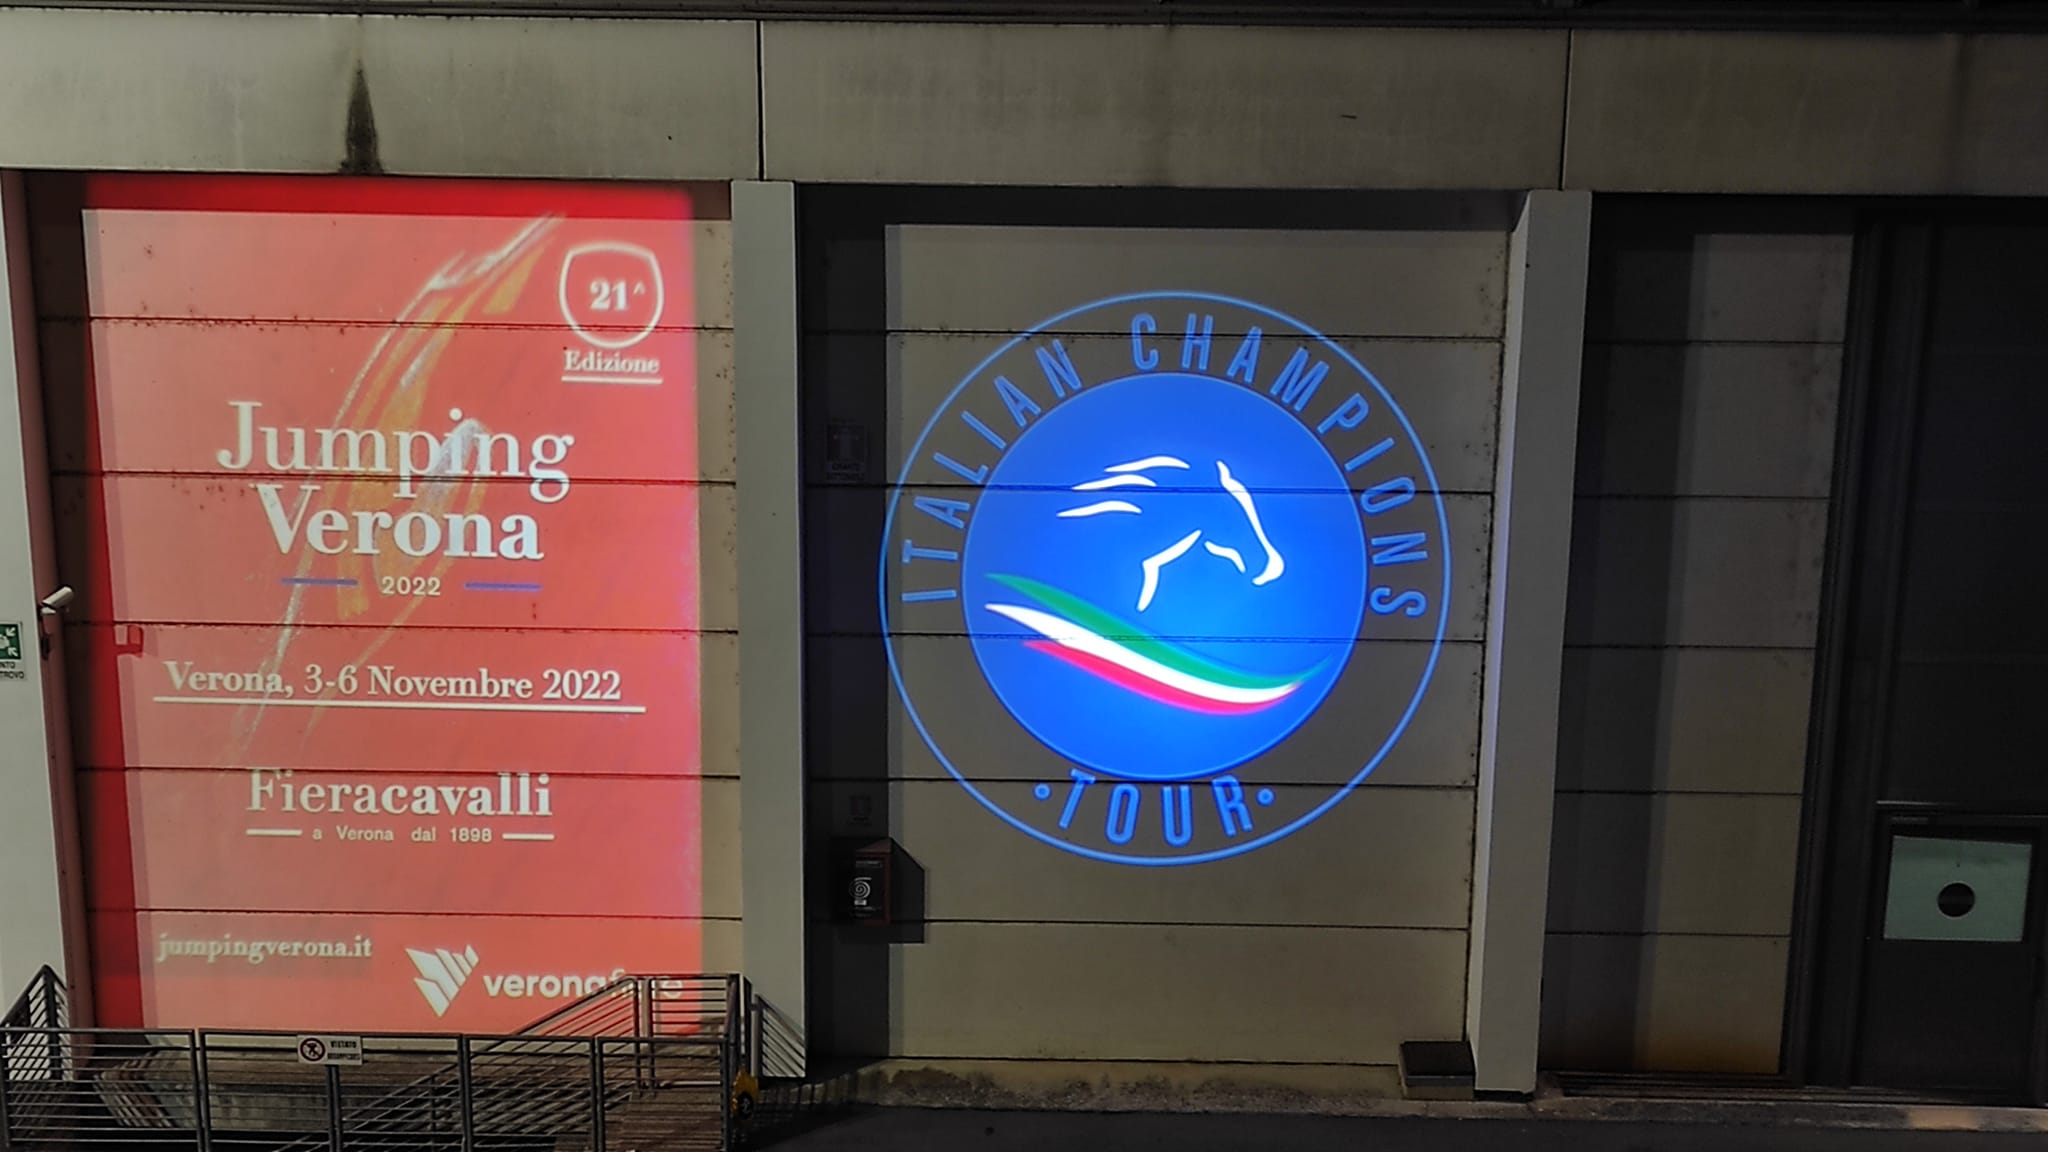 21^
Edizione
Jumping
Verona
2022
Verona, 3-6 Novembre 2022
Fieracavalli
a Verona dal 1898
jumpingverona.it
veronafiere
ITALIAN CHAMPIONS
• TOUR •
VIETATO